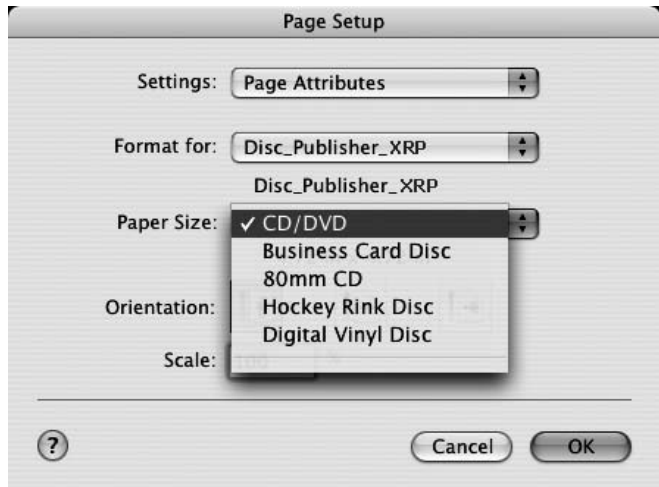 Page Setup
Settings: Page Attributes
Format for: Disc_Publisher_XRP
Disc_Publisher_XRP
Paper Size: ✓ CD/DVD
Business Card Disc
80mm CD
Hockey Rink Disc
Orientation:
Digital Vinyl Disc
Scale: 100 %
? Cancel OK